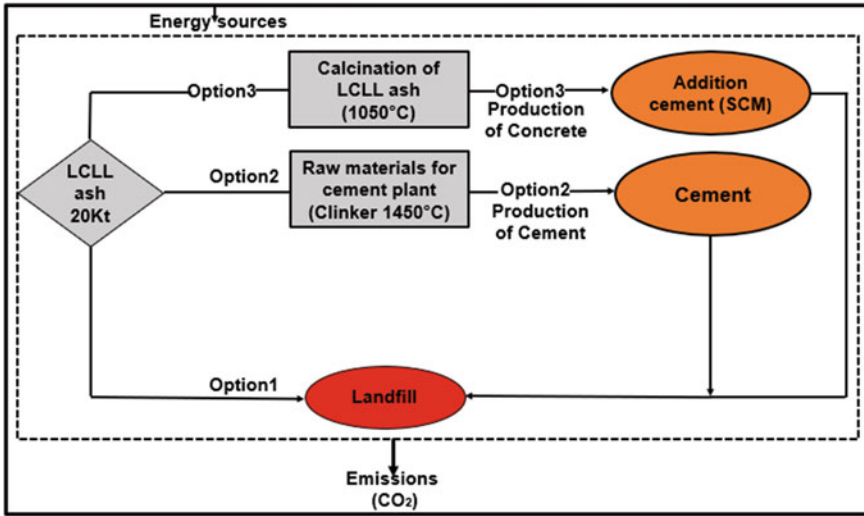 Energy sources
Option3
Calcination of
LCLL ash
(1050°C)
Option3
Production
of Concrete
Addition
cement (SCM)
LCLL
ash
20Kt
Option2
Raw materials for
cement plant
(Clinker 1450°C)
Option2
Production
of Cement
Cement
Option1
Landfill
Emissions
(CO₂)